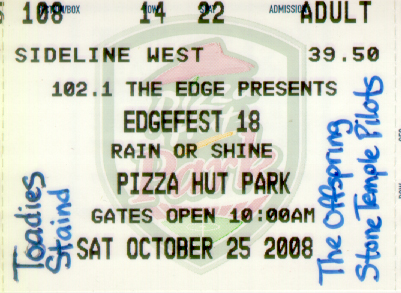 108 14 22 ADULT
ADMISSION
SIDELINE WEST 39.50
102.1 THE EDGE PRESENTS
EDGEFEST 18
RAIN OR SHINE
PIZZA HUT PARK
GATES OPEN 10:00AM
SAT OCTOBER 25 2008
Toadies
Staind
The Offspring
Stone Temple Pilots